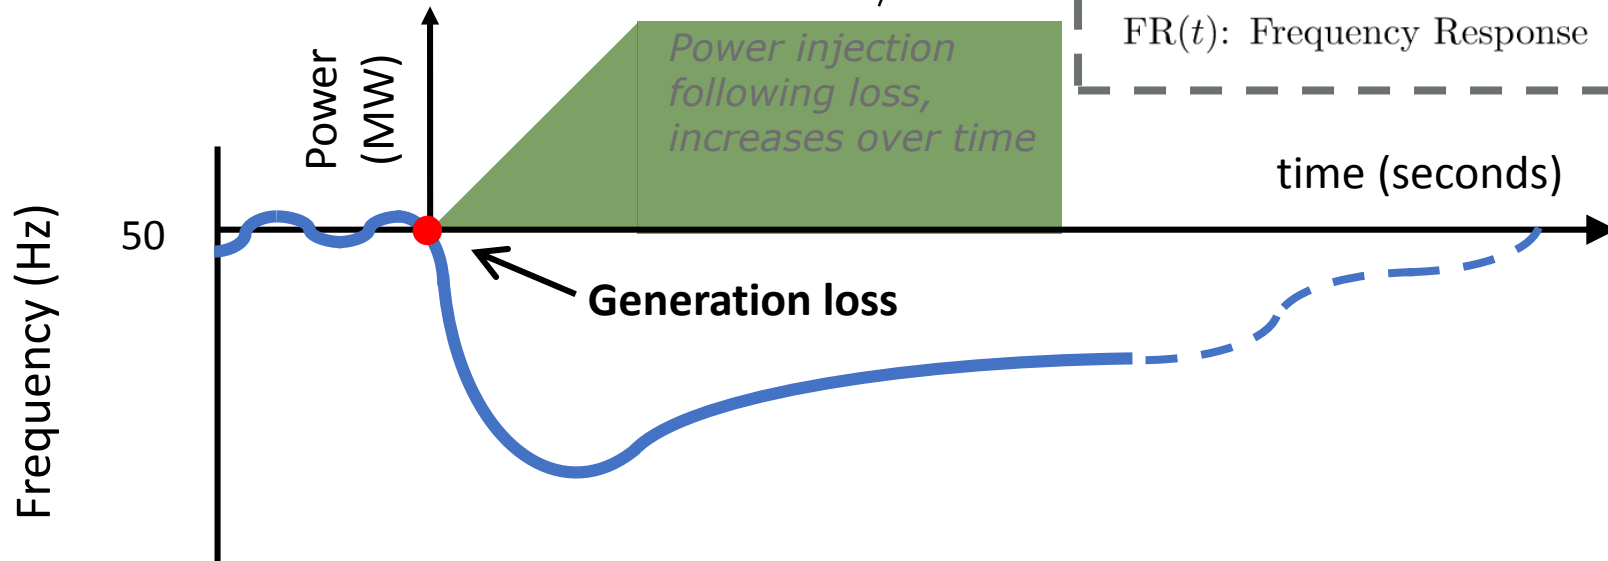 FR(t): Frequency Response
Power
(MW)
Power injection
following loss,
increases over time
time (seconds)
Frequency (Hz)
50
Generation loss